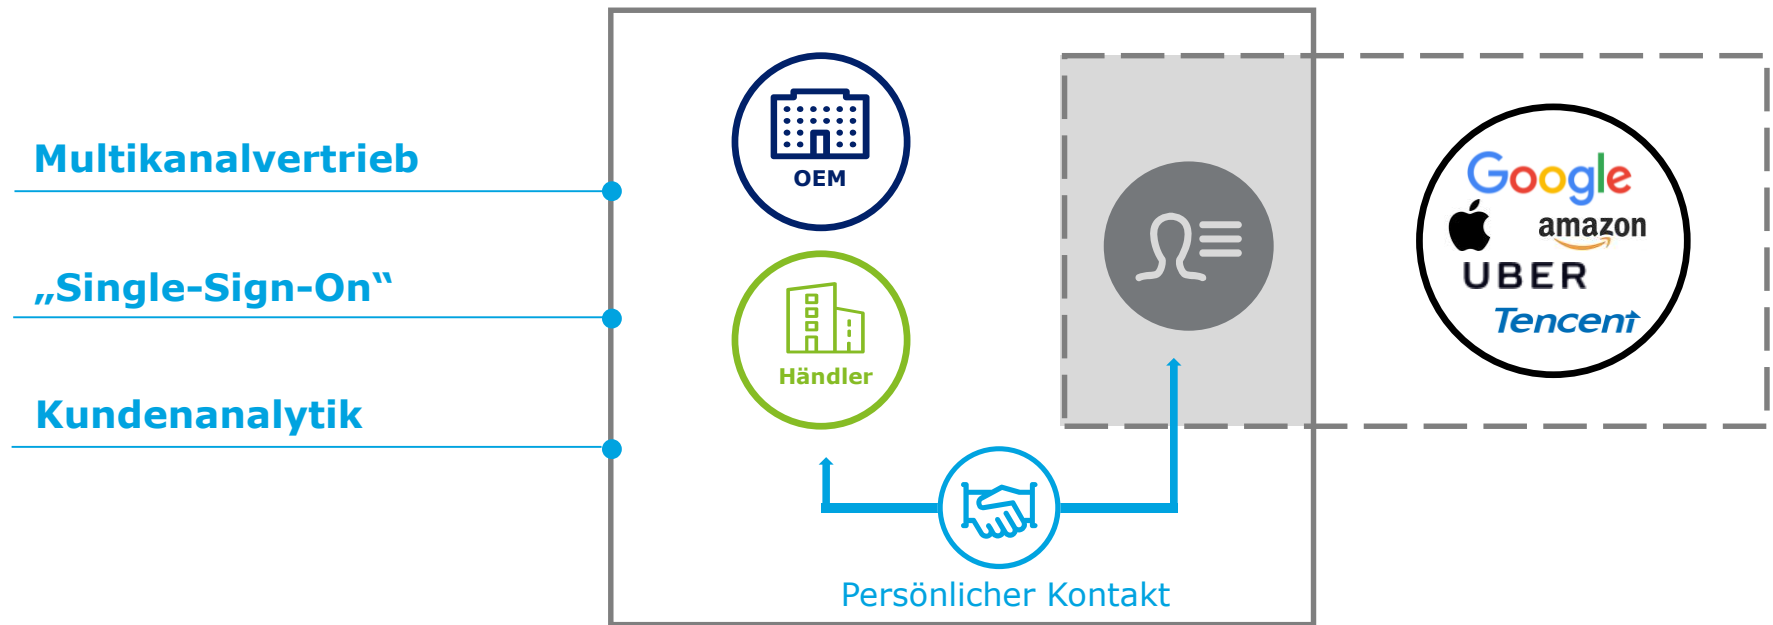 Multikanalvertrieb
„Single-Sign-On“
Kundenanalytik
OEM
Händler
Persönlicher Kontakt
Google
amazon
UBER
Tencent